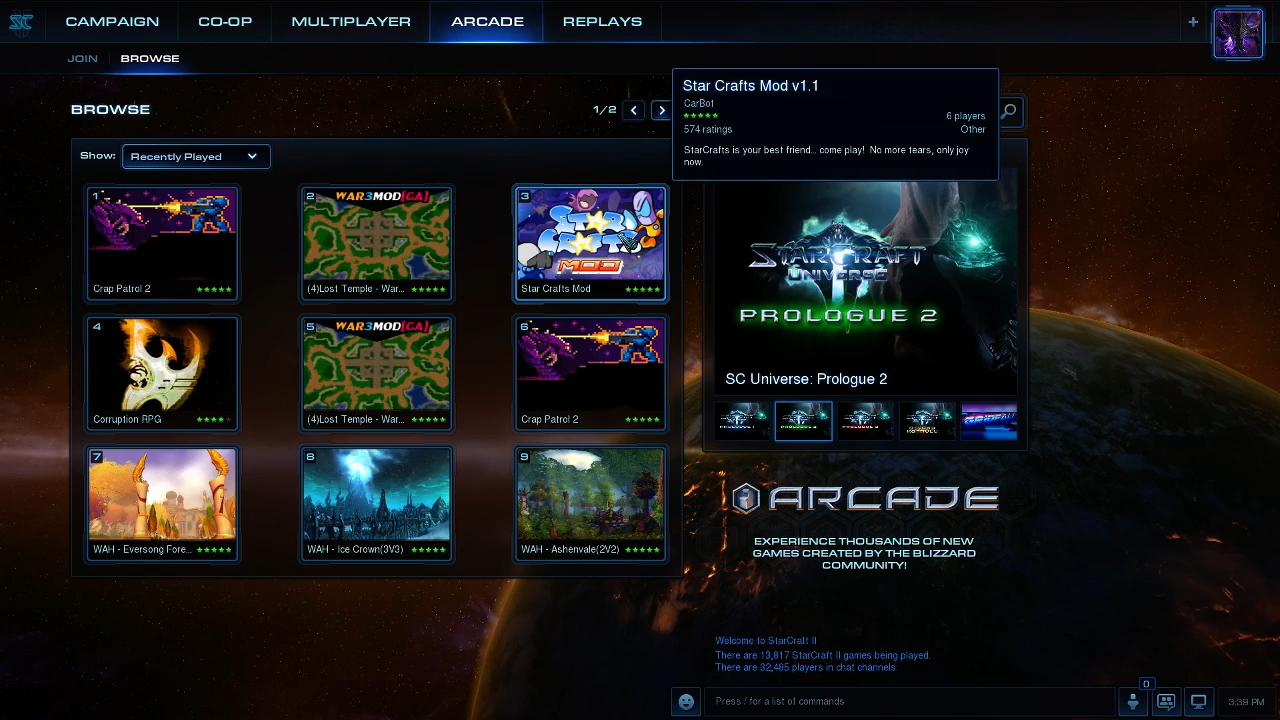 CAMPAIGN
CO-OP
MULTIPLAYER
ARCADE
REPLAYS
JOIN
BROWSE
BROWSE
1/2
Star Crafts Mod v1.1
CarBot
574 ratings
6 players
Other
StarCrafts is your best friend... come play! No more tears, only joy
now.
Show:
Recently Played
1
Crap Patrol 2
2
WAR3MOD[GA]
(4)Lost Temple - War...
3
STAR
CRAFTS
MOD
Star Crafts Mod
4
Corruption RPG
5
WAR3MOD[GA]
(4)Lost Temple - War...
6
Crap Patrol 2
7
WAH - Eversong Fore...
8
WAH - Ice Crown(3V3)
9
WAH - Ashenvale(2V2)
STARCRAFT
UNIVERSE
PROLOGUE 2
SC Universe: Prologue 2
ARCADE
EXPERIENCE THOUSANDS OF NEW
GAMES CREATED BY THE BLIZZARD
COMMUNITY!
Welcome to StarCraft II
There are 13,817 StarCraft II games being played.
There are 32,485 players in chat channels.
Press / for a list of commands
0
3:39 PM